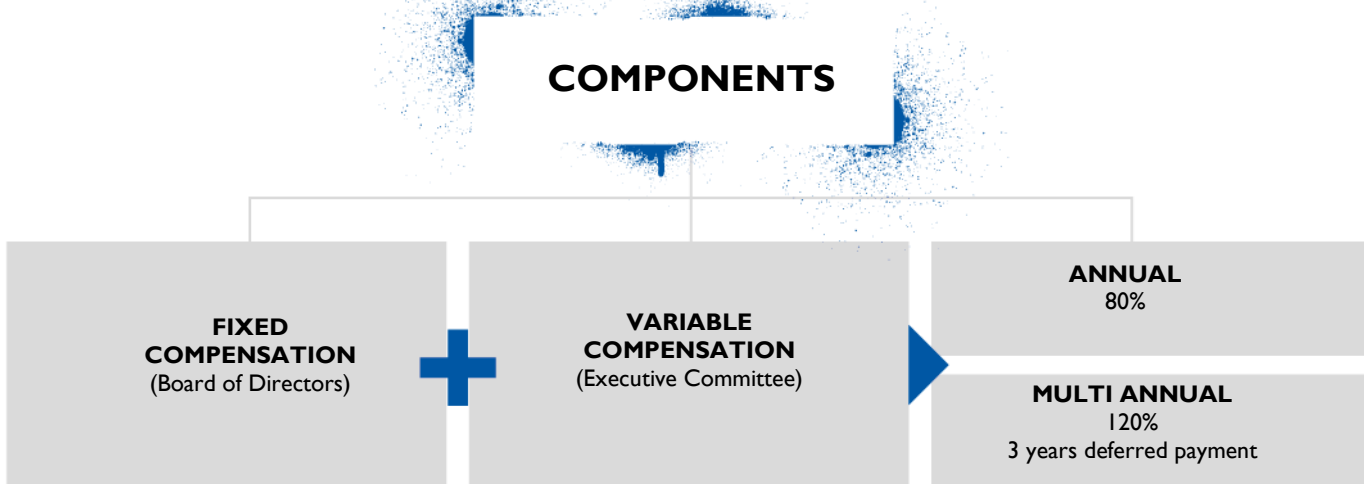 COMPONENTS
FIXED
COMPENSATION
(Board of Directors)
VARIABLE
COMPENSATION
(Executive Committee)
ANNUAL
80%
MULTI ANNUAL
120%
3 years deferred payment